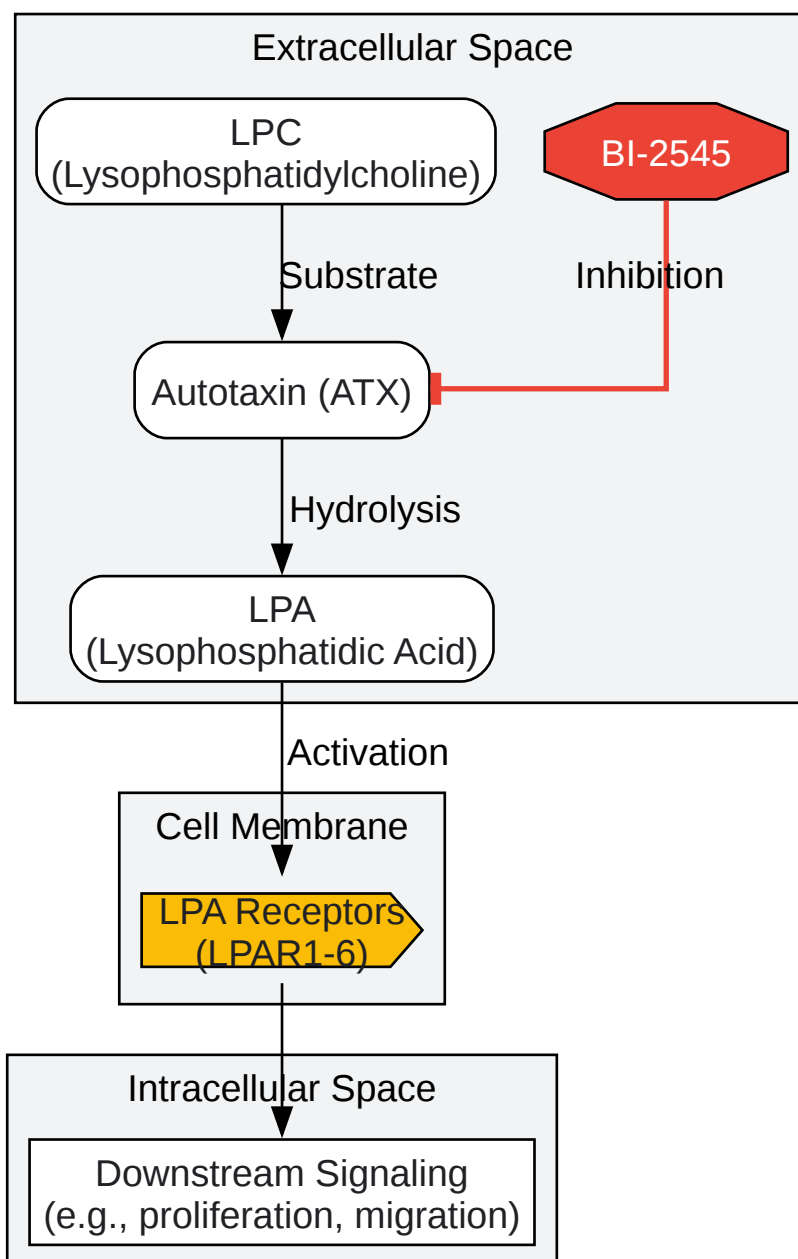 Extracellular Space
LPC
(Lysophosphatidylcholine)
BI-2545
Substrate
Inhibition
Autotaxin (ATX)
Hydrolysis
LPA
(Lysophosphatidic Acid)
Activation
Cell Membrane
LPA Receptors
(LPAR1-6)
Intracellular Space
Downstream Signaling
(e.g., proliferation, migration)